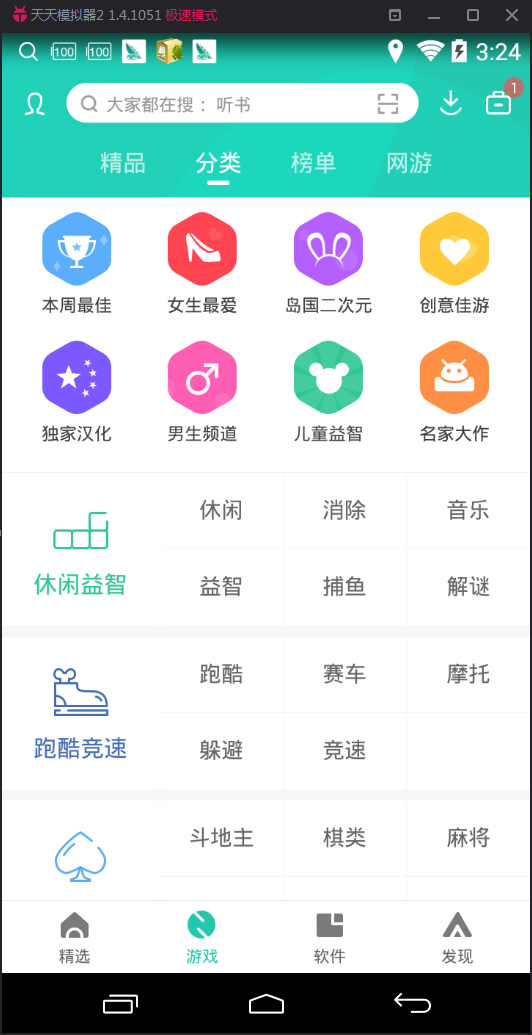 天天模拟器2 1.4.1051 极速模式
100 100 3:24
大家都在搜： 听书
1
精品 分类 榜单 网游
本周最佳 女生最爱 岛国二次元 创意佳游
独家汉化 男生频道 儿童益智 名家大作
休闲 消除 音乐
休闲益智
益智 捕鱼 解谜
跑酷 赛车 摩托
跑酷竞速
躲避 竞速
斗地主 棋类 麻将
精选 游戏 软件 发现